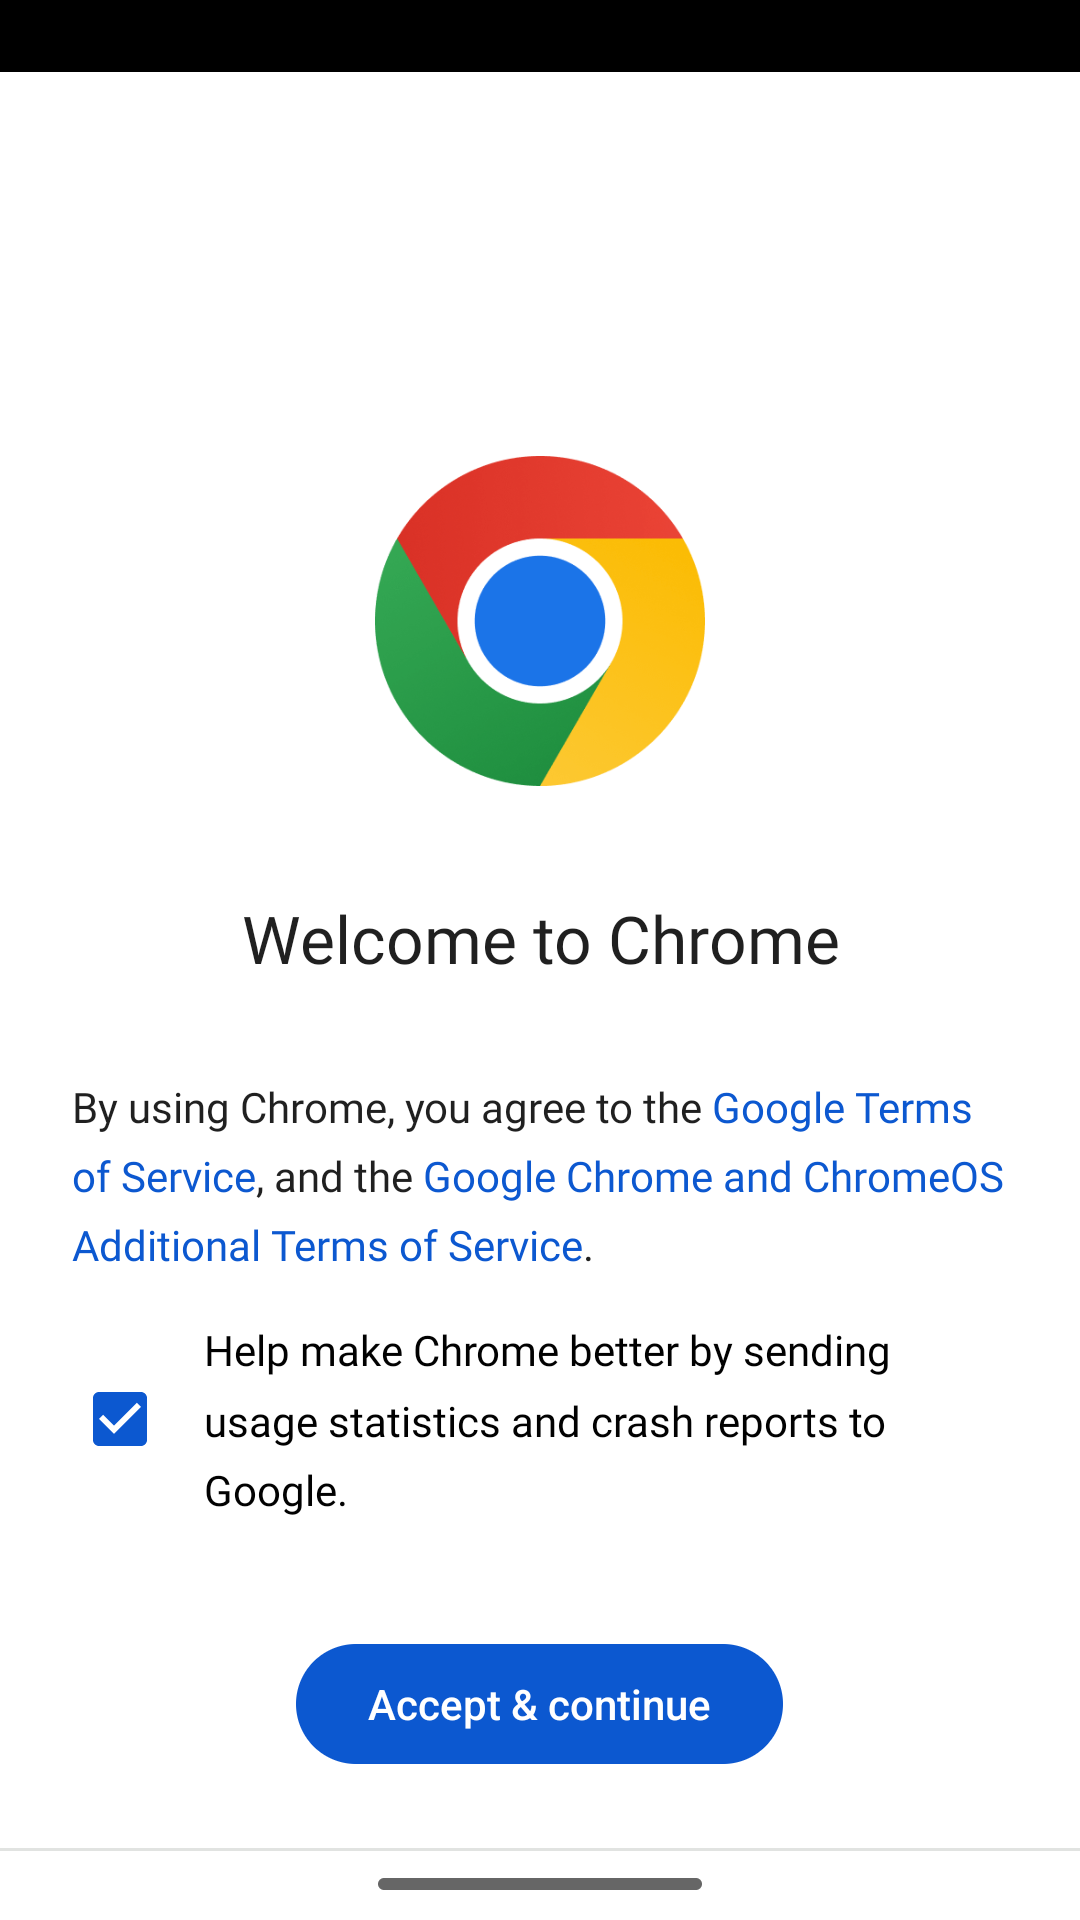 Welcome to Chrome
By using Chrome, you agree to the Google Terms
of Service, and the Google Chrome and ChromeOS
Additional Terms of Service.
Help make Chrome better by sending
usage statistics and crash reports to
Google.
Accept & continue